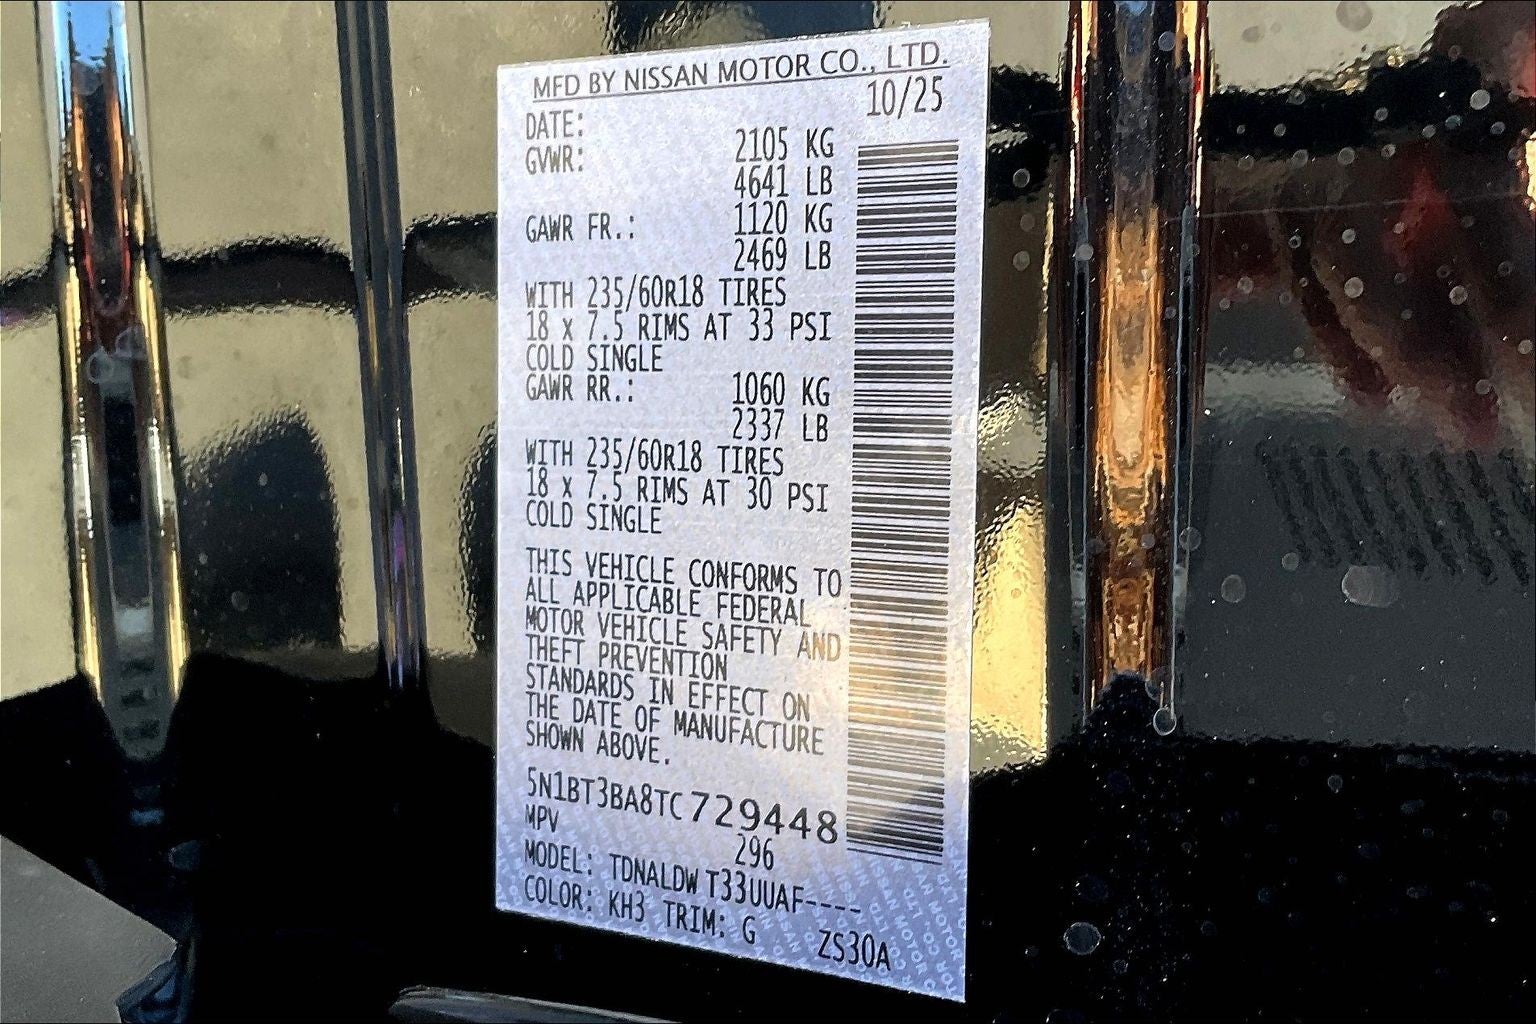 MFD BY NISSAN MOTOR CO., LTD.
DATE: 10/25
GVWR: 2105 KG
4641 LB
GAWR FR.: 1120 KG
2469 LB
WITH 235/60R18 TIRES
18 x 7.5 RIMS AT 33 PSI
COLD SINGLE
GAWR RR.: 1060 KG
2337 LB
WITH 235/60R18 TIRES
18 x 7.5 RIMS AT 30 PSI
COLD SINGLE
THIS VEHICLE CONFORMS TO
ALL APPLICABLE FEDERAL
MOTOR VEHICLE SAFETY AND
THEFT PREVENTION
STANDARDS IN EFFECT ON
THE DATE OF MANUFACTURE
SHOWN ABOVE.
5N1BT3BA8TC729448
MPV 296
MODEL: TDNALDW T33UUAF----
COLOR: KH3 TRIM: G ZS30A